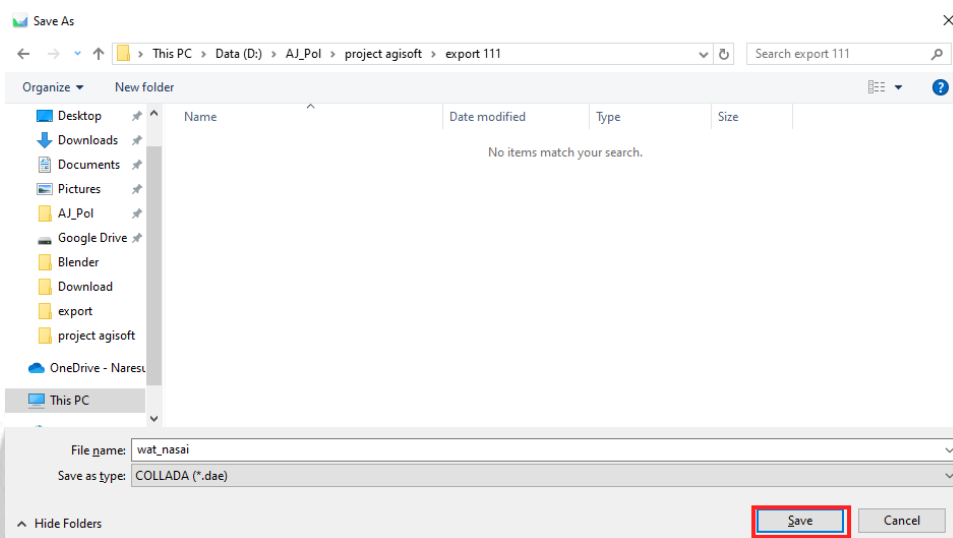 Save As
This PC > Data (D:) > AJ_Pol > project agisoft > export 111
Search export 111
Organize
New folder
Name
Date modified
Type
Size
No items match your search.
Desktop
Downloads
Documents
Pictures
AJ_Pol
Google Drive
Blender
Download
export
project agisoft
OneDrive - Naresu
This PC
File name: wat_nasai
Save as type: COLLADA (*.dae)
Hide Folders
Save
Cancel